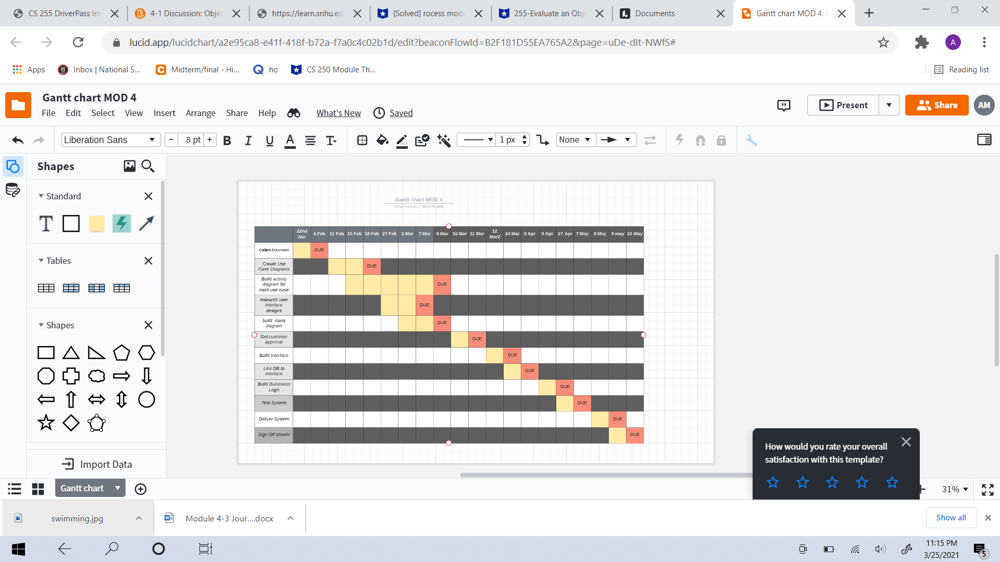 CS 255 DriverPass Int
4-1 Discussion: Obje
https://learn.snhu.ed
[Solved] rocess mode
255-Evaluate an Obje
Documents
Gantt chart MOD 4: L
lucid.app/lucidchart/a2e95ca8-e41f-418f-b72a-f7a0c4c02b1d/edit?beaconFlowId=B2F181D55EA765A2&page=uDe-dIt-NWfS#
A
Apps
Inbox | National S...
Midterm/final - Hi...
ho
CS 250 Module Th...
Reading list
Gantt chart MOD 4
File Edit Select View Insert Arrange Share Help What's New Saved
Present
Share
AM
Liberation Sans
- 8 pt +
B I U A T
1 px
None
Shapes
Standard
T
Tables
Shapes
Import Data
Gantt chart MOD 4
March 25, 2021
22nd Jan 4 Feb 11 Feb 15 Feb 18 Feb 27 Feb 1 Mar 7 Mar 9 Mar 10 Mar 11 Mar 12 Mar2 24 Mar 3 Apr 5 Apr 27 Apr 7 May 8 May 9 may 10 May
Collect Document DUE
Create Use
Case Diagrams DUE
Build activity
diagram for
each use case DUE
research user
interface
designs DUE
build class
diagram DUE
Get customer
approval DUE
Build Interface DUE
Link DB to
interface DUE
Build Buiseness
Logic DUE
Test System DUE
Deliver System DUE
Sign Off Meetin DUE
How would you rate your overall
satisfaction with this template?
Gantt chart
+ 31%
swimming.jpg
Module 4-3 Jour....docx
Show all
11:15 PM
3/25/2021
5